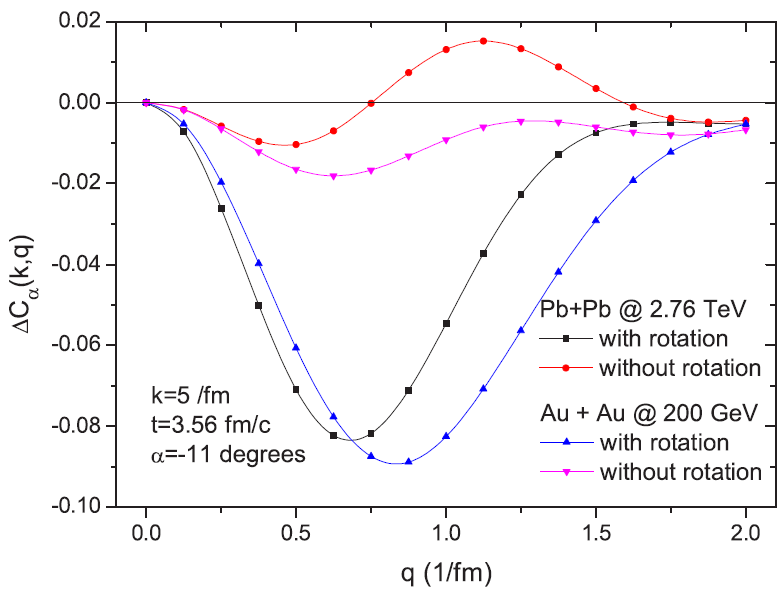 0.02
0.00
-0.02
-0.04
-0.06
-0.08
-0.10
ΔCα(k,q)
Pb+Pb @ 2.76 TeV
with rotation
without rotation
Au + Au @ 200 GeV
with rotation
without rotation
k=5 /fm
t=3.56 fm/c
α=-11 degrees
0.0 0.5 1.0 1.5 2.0
q (1/fm)